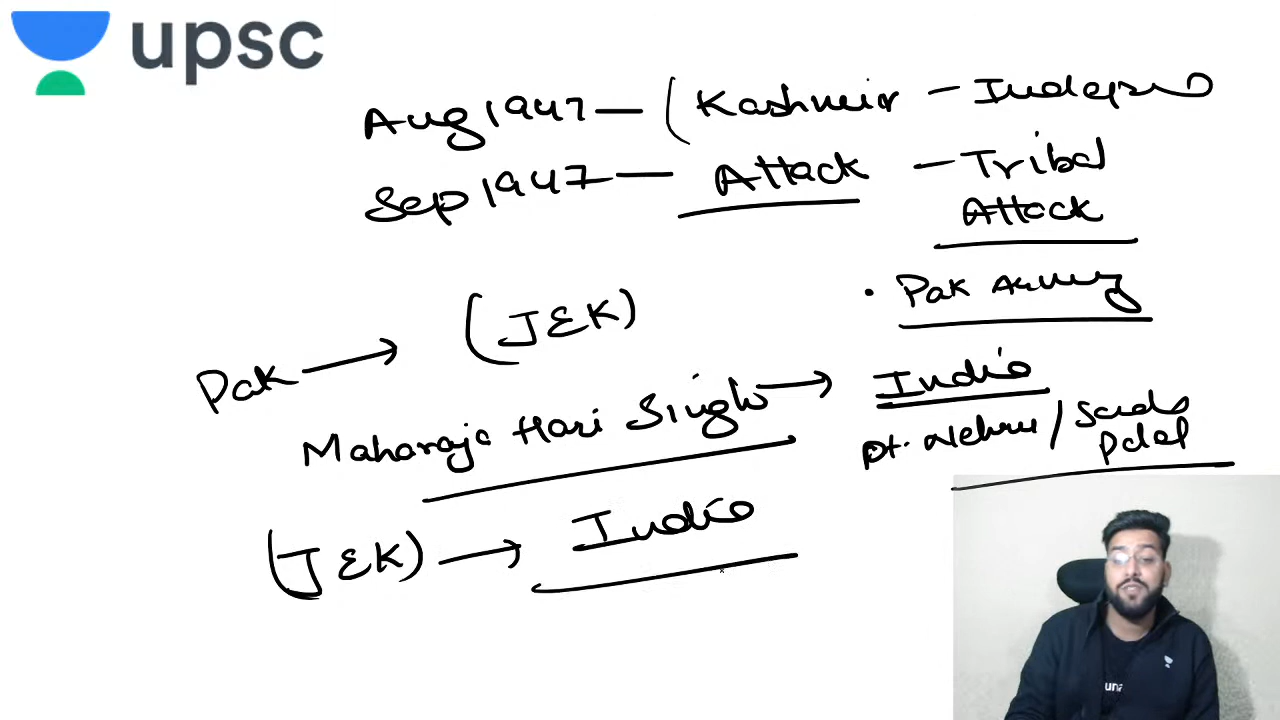 upsc
Aug 1947 — (Kashmir - Indepen
Sep 1947 — Attack - Tribal
Attack
• Pak Army
Pak → (J&K)
Maharaja Hari Singh → India
Pt. Nehru / Sardar
Patel
(J&K) → India